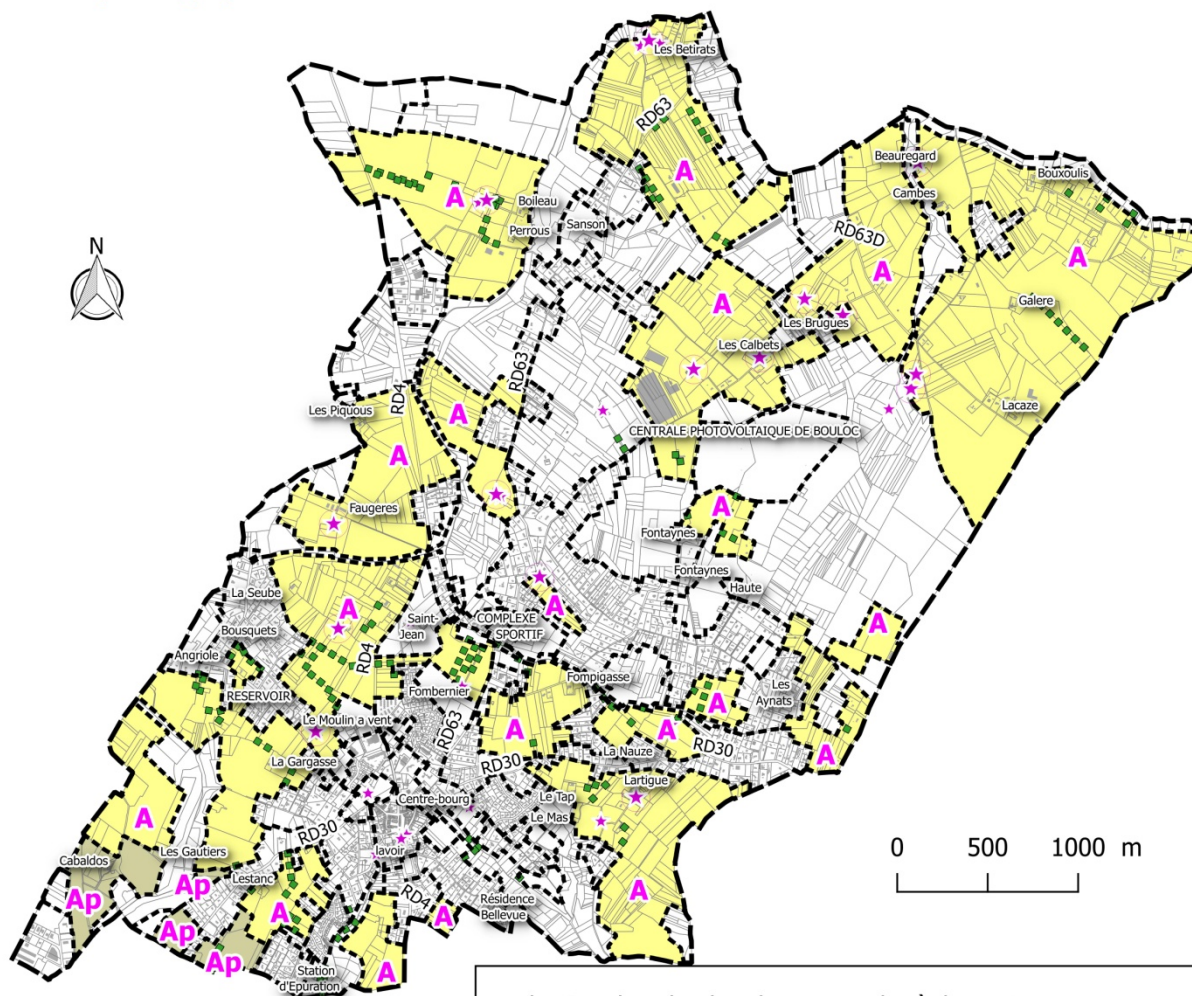 Les Betirats
RD63
A
Beauregard
Bouxoulis
Cambes
A
Boileau
Perrous
Sanson
RD63D
A
A
N
A
Galere
Les Brugues
Les Calbets
RD63
RD4
Lacaze
Les Piquous
A
CENTRALE PHOTOVOLTAIQUE DE BOULOC
A
Faugeres
A
Fontaynes
Fontaynes
Haute
La Seube
A
Saint-
Jean
COMPLEXE
SPORTIF
A
A
Bousquets
Angriole
RD4
RESERVOIR
Fombernier
Fompigasse
Les
Aynats
A
Le Moulin a vent
RD63
A
A
RD30
A
La Gargasse
La Nauze
RD30
Lartigue
Centre-bourg
Le Tap
Le Mas
A
RD30
lavoir
0 500 1000 m
Cabaldos
Les Gautiers
Lestanc
Ap
Ap
RD4
Résidence
Bellevue
A
A
A
Ap
Ap
Station
d'Epuration
A